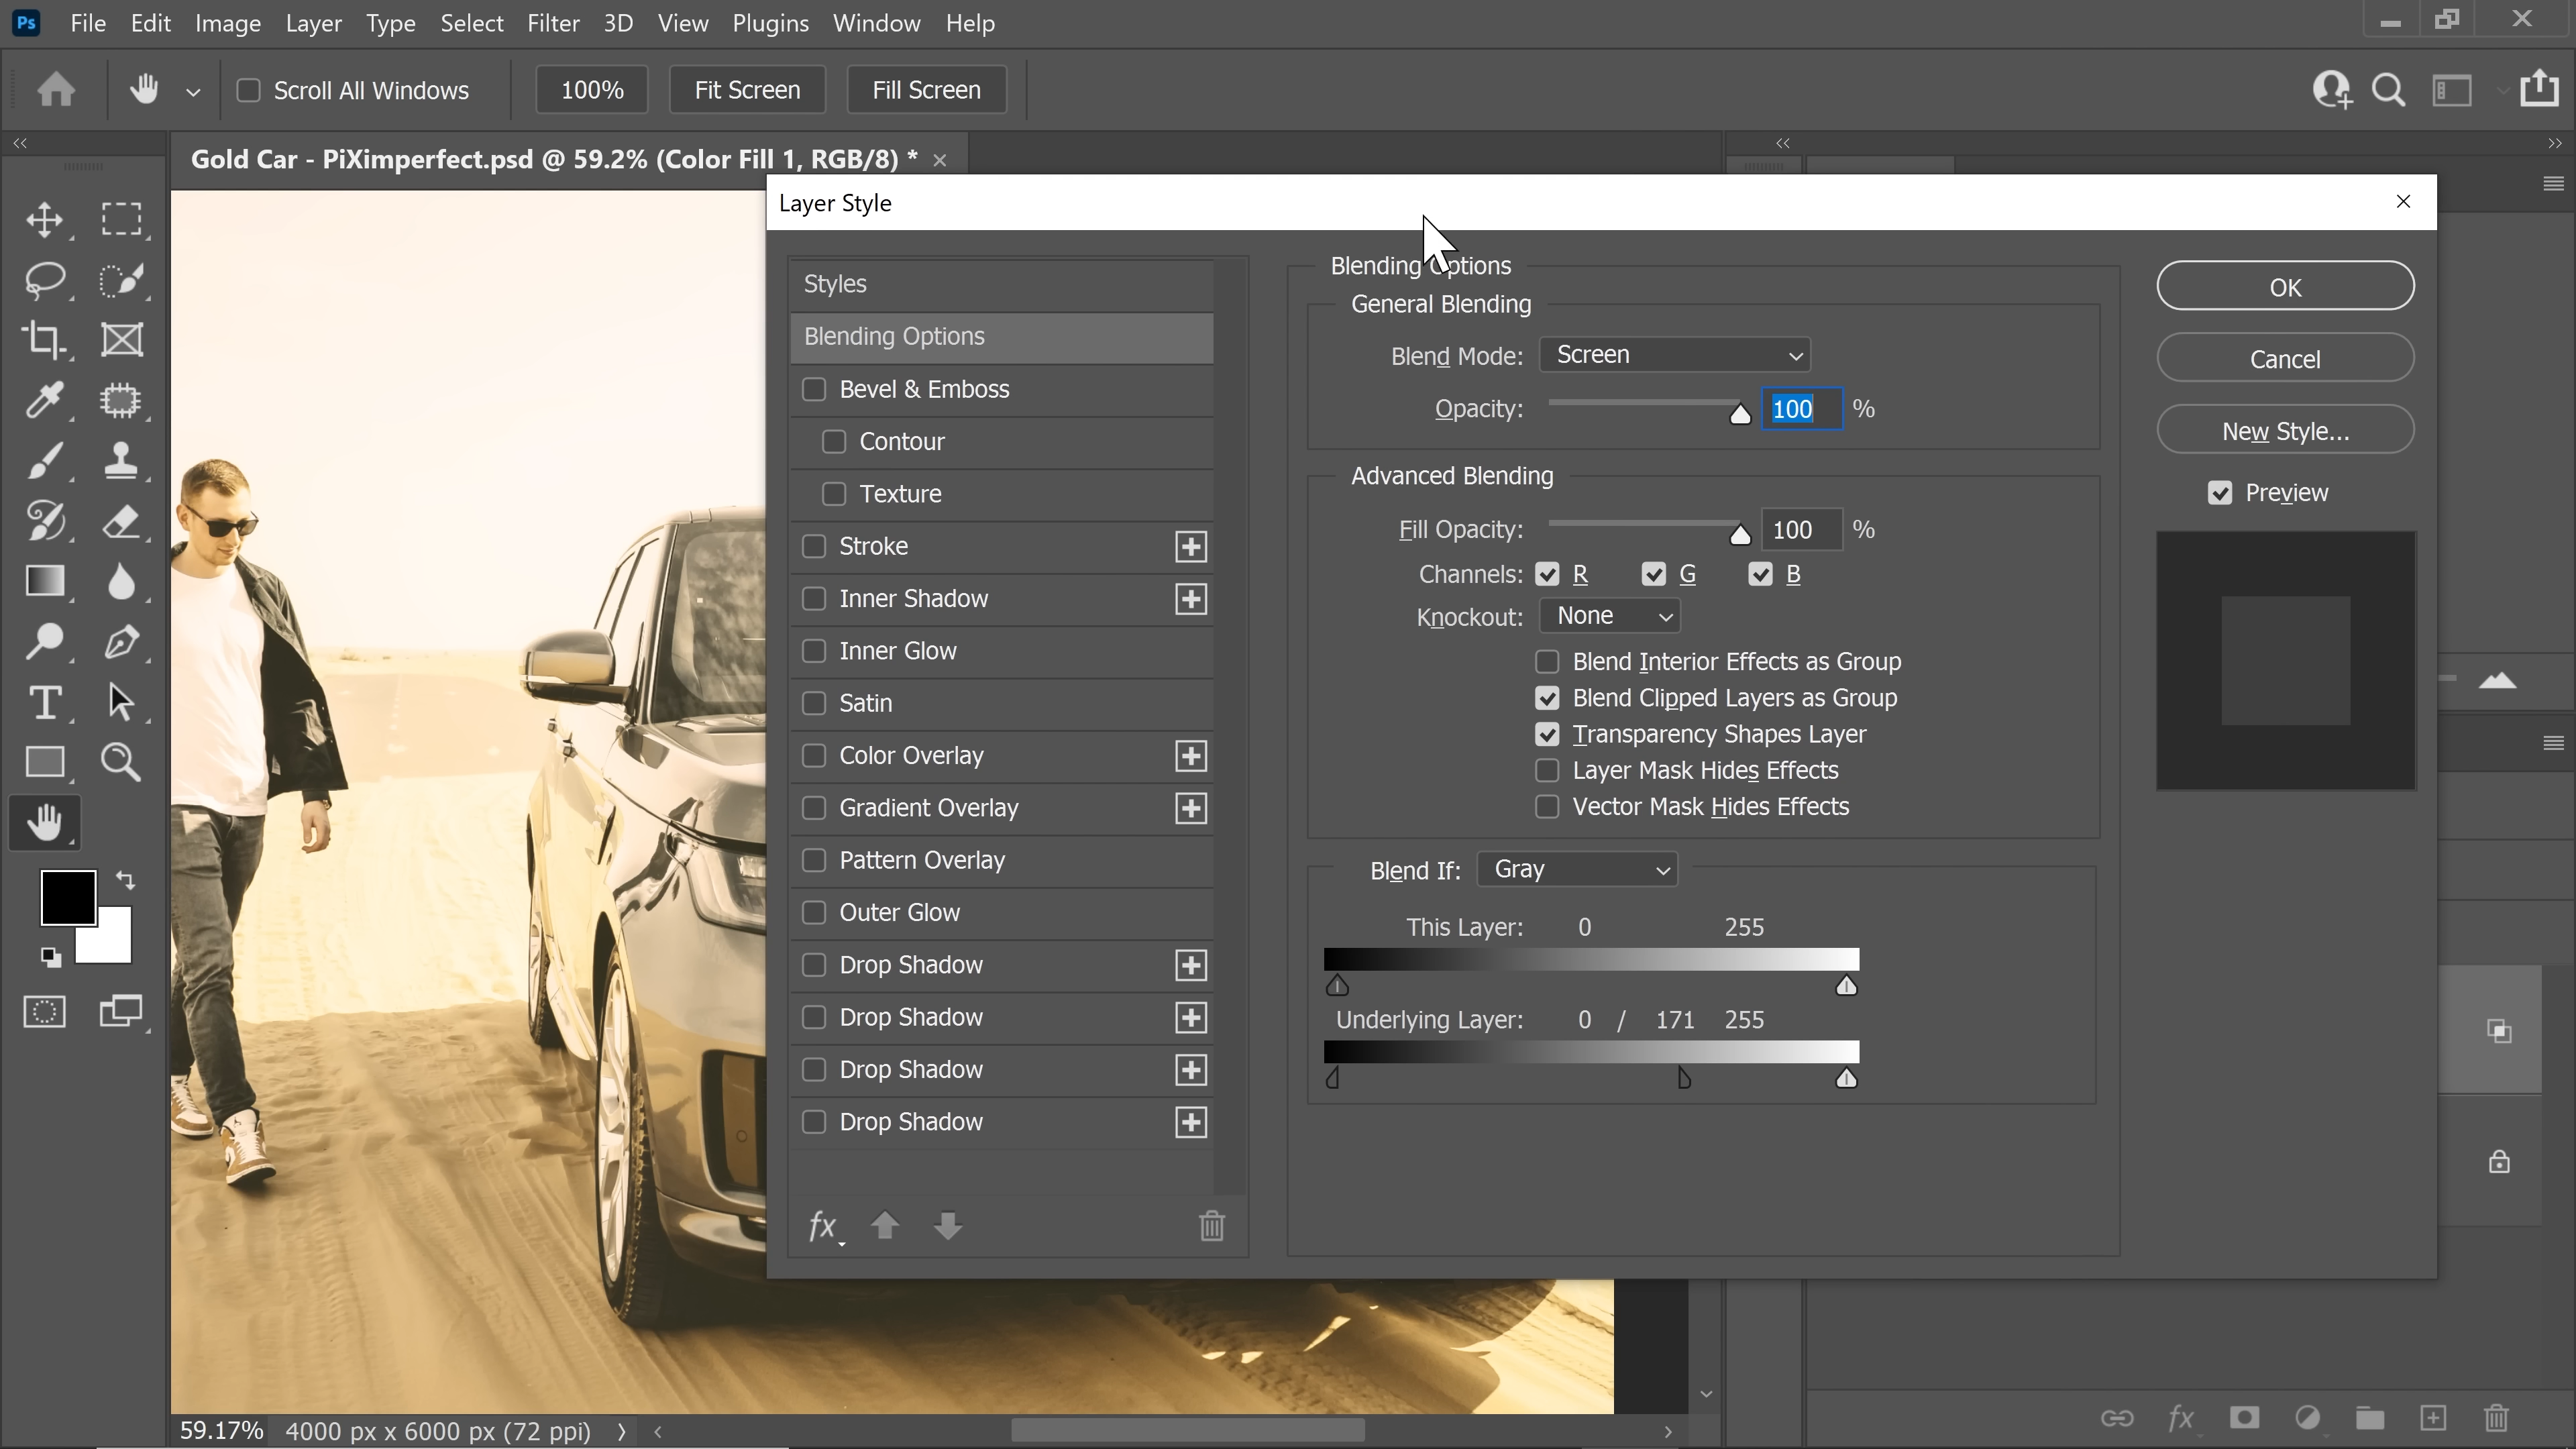 Ps File Edit Image Layer Type Select Filter 3D View Plugins Window Help
Scroll All Windows 100% Fit Screen Fill Screen
Gold Car - PiXimperfect.psd @ 59.2% (Color Fill 1, RGB/8) *
Layer Style
Styles
Blending Options
Bevel & Emboss
Contour
Texture
Stroke
Inner Shadow
Inner Glow
Satin
Color Overlay
Gradient Overlay
Pattern Overlay
Outer Glow
Drop Shadow
Drop Shadow
Drop Shadow
Drop Shadow
fx
Blending Options
General Blending
Blend Mode: Screen
Opacity: 100 %
Advanced Blending
Fill Opacity: 100 %
Channels: R G B
Knockout: None
Blend Interior Effects as Group
Blend Clipped Layers as Group
Transparency Shapes Layer
Layer Mask Hides Effects
Vector Mask Hides Effects
Blend If: Gray
This Layer: 0 255
Underlying Layer: 0 / 171 255
OK
Cancel
New Style...
Preview
59.17% 4000 px x 6000 px (72 ppi)
fx